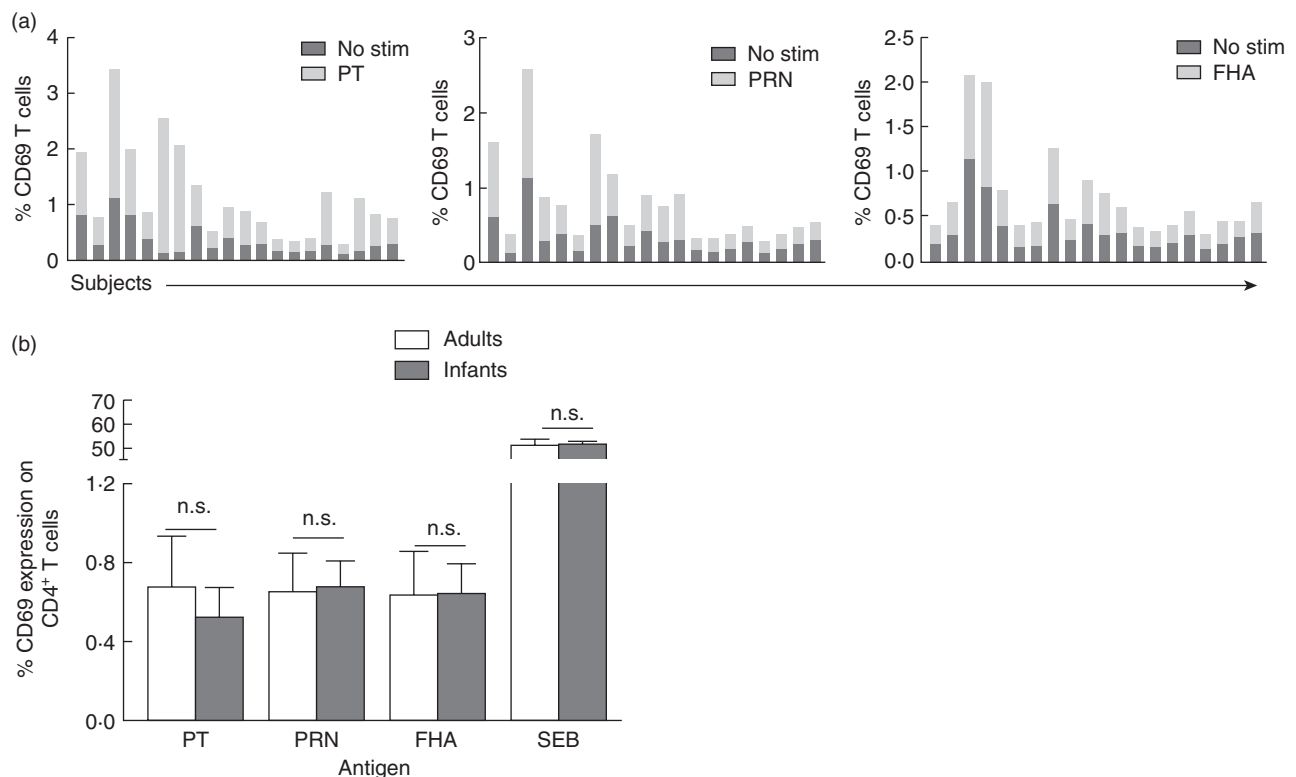 (a)
4
3
2
1
0
% CD69 T cells
No stim
PT
3
2
1
0
% CD69 T cells
No stim
PRN
2·5
2·0
1·5
1·0
0·5
0·0
% CD69 T cells
No stim
FHA
Subjects
(b)
Adults
Infants
70
60
50
1·2
0·8
0·4
0·0
% CD69 expression on
CD4⁺ T cells
n.s.
n.s.
n.s.
n.s.
PT
PRN
FHA
SEB
Antigen